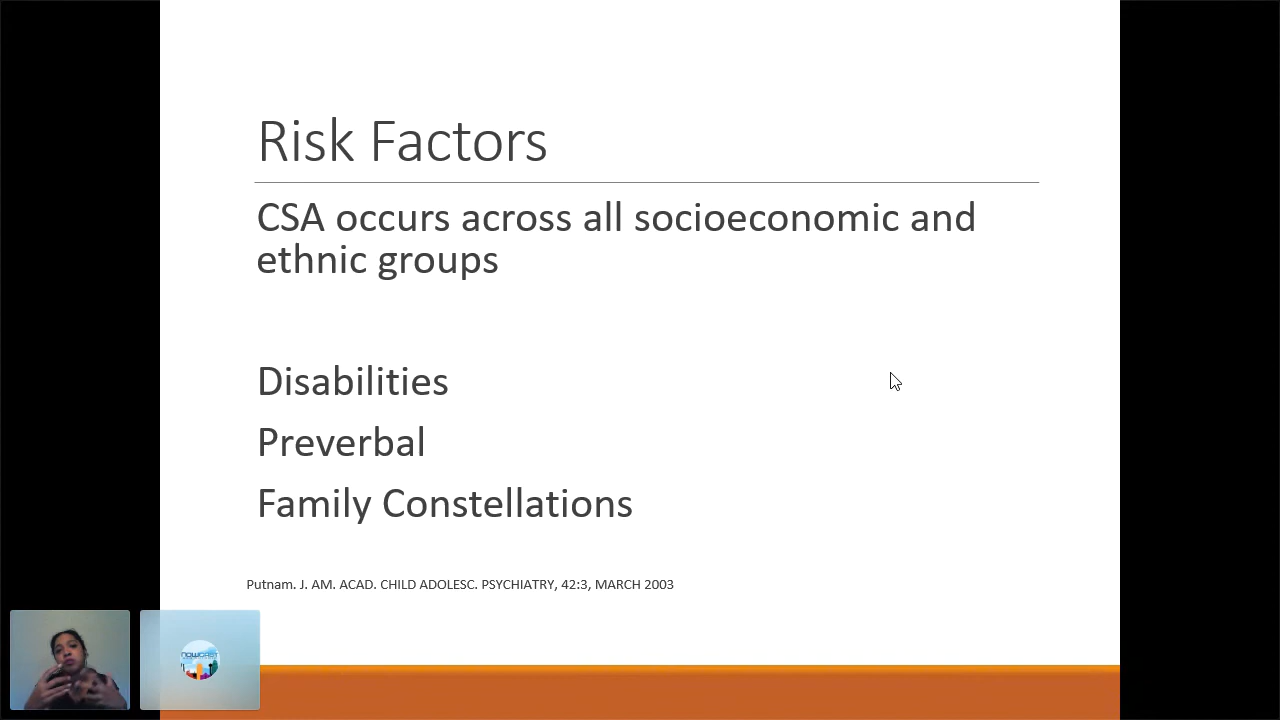 Risk Factors
CSA occurs across all socioeconomic and
ethnic groups
Disabilities
Preverbal
Family Constellations
Putnam. J. AM. ACAD. CHILD ADOLESC. PSYCHIATRY, 42:3, MARCH 2003